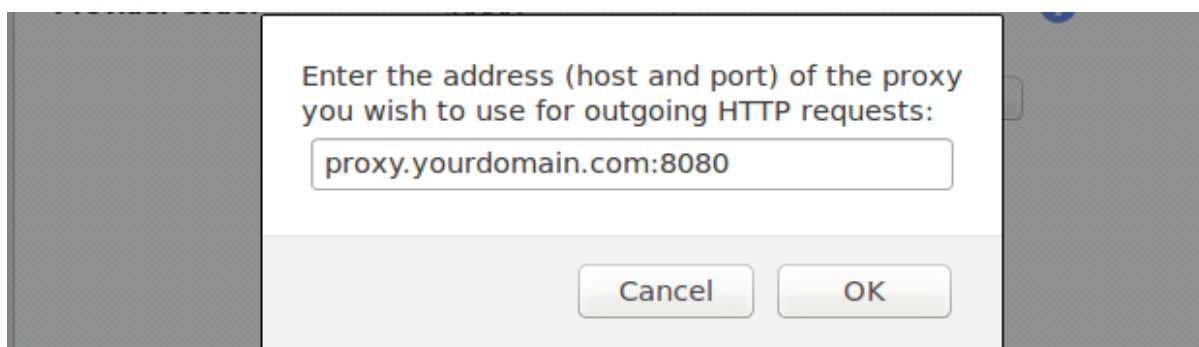 Enter the address (host and port) of the proxy
you wish to use for outgoing HTTP requests:
proxy.yourdomain.com:8080
Cancel OK